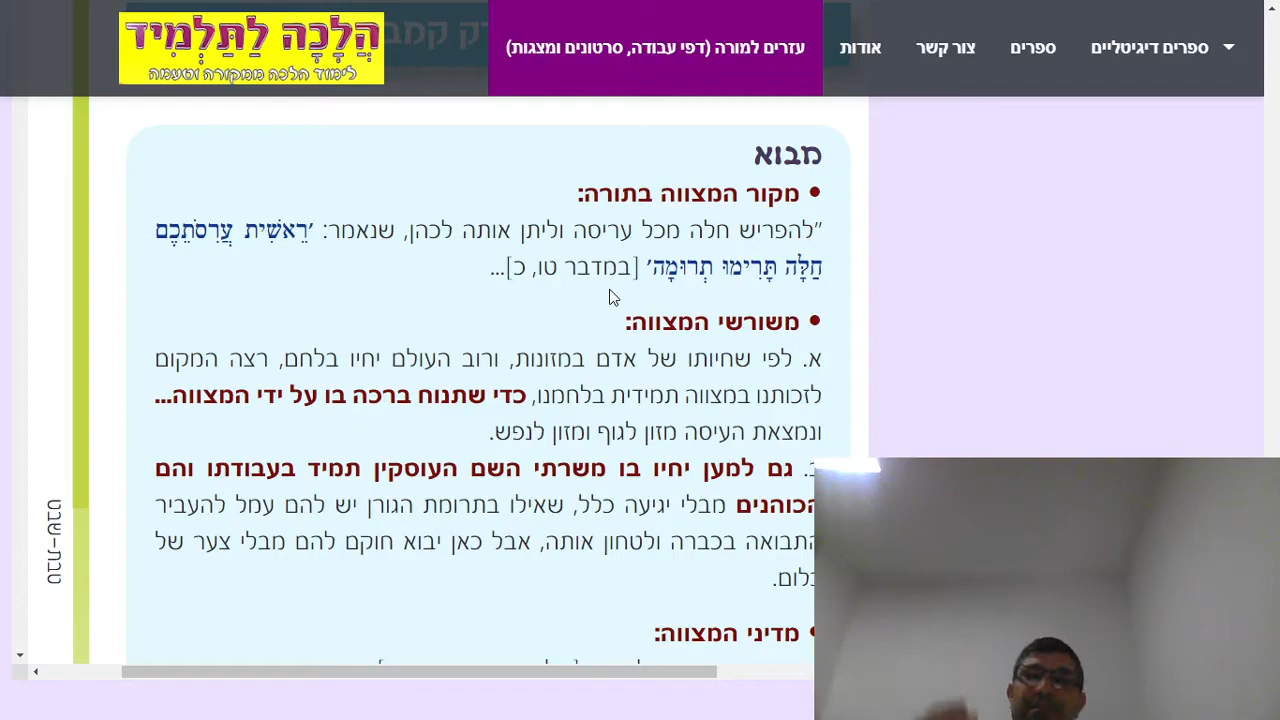 הֲלָכָה לַתַּלְמִיד
לימוד הלכה ממקורה וטעמה
ספרים דיגיטליים
ספרים
צור קשר
אודות
עזרים למורה (דפי עבודה, סרטונים ומצגות)
מבוא
• מקור המצווה בתורה:
"להפריש חלה מכל עריסה וליתן אותה לכהן, שנאמר: 'רֵאשִׁית עֲרִסֹתֵכֶם
חַלָּה תָּרִימוּ תְרוּמָה' [במדבר טו, כ]...
• משורשי המצווה:
א. לפי שחיותו של אדם במזונות, ורוב העולם יחיו בלחם, רצה המקום
לזכותנו במצווה תמידית בלחמנו, כדי שתנוח ברכה בו על ידי המצווה...
ונמצאת העיסה מזון לגוף ומזון לנפש.
ב. גם למען יחיו בו משרתי השם העוסקין תמיד בעבודתו והם
הכוהנים מבלי יגיעה כלל, שאילו בתרומת הגורן יש להם עמל להעביר
התבואה בכברה ולטחון אותה, אבל כאן יבוא חוקם להם מבלי צער של
כלום.
• מדיני המצווה:
טבת-שבט